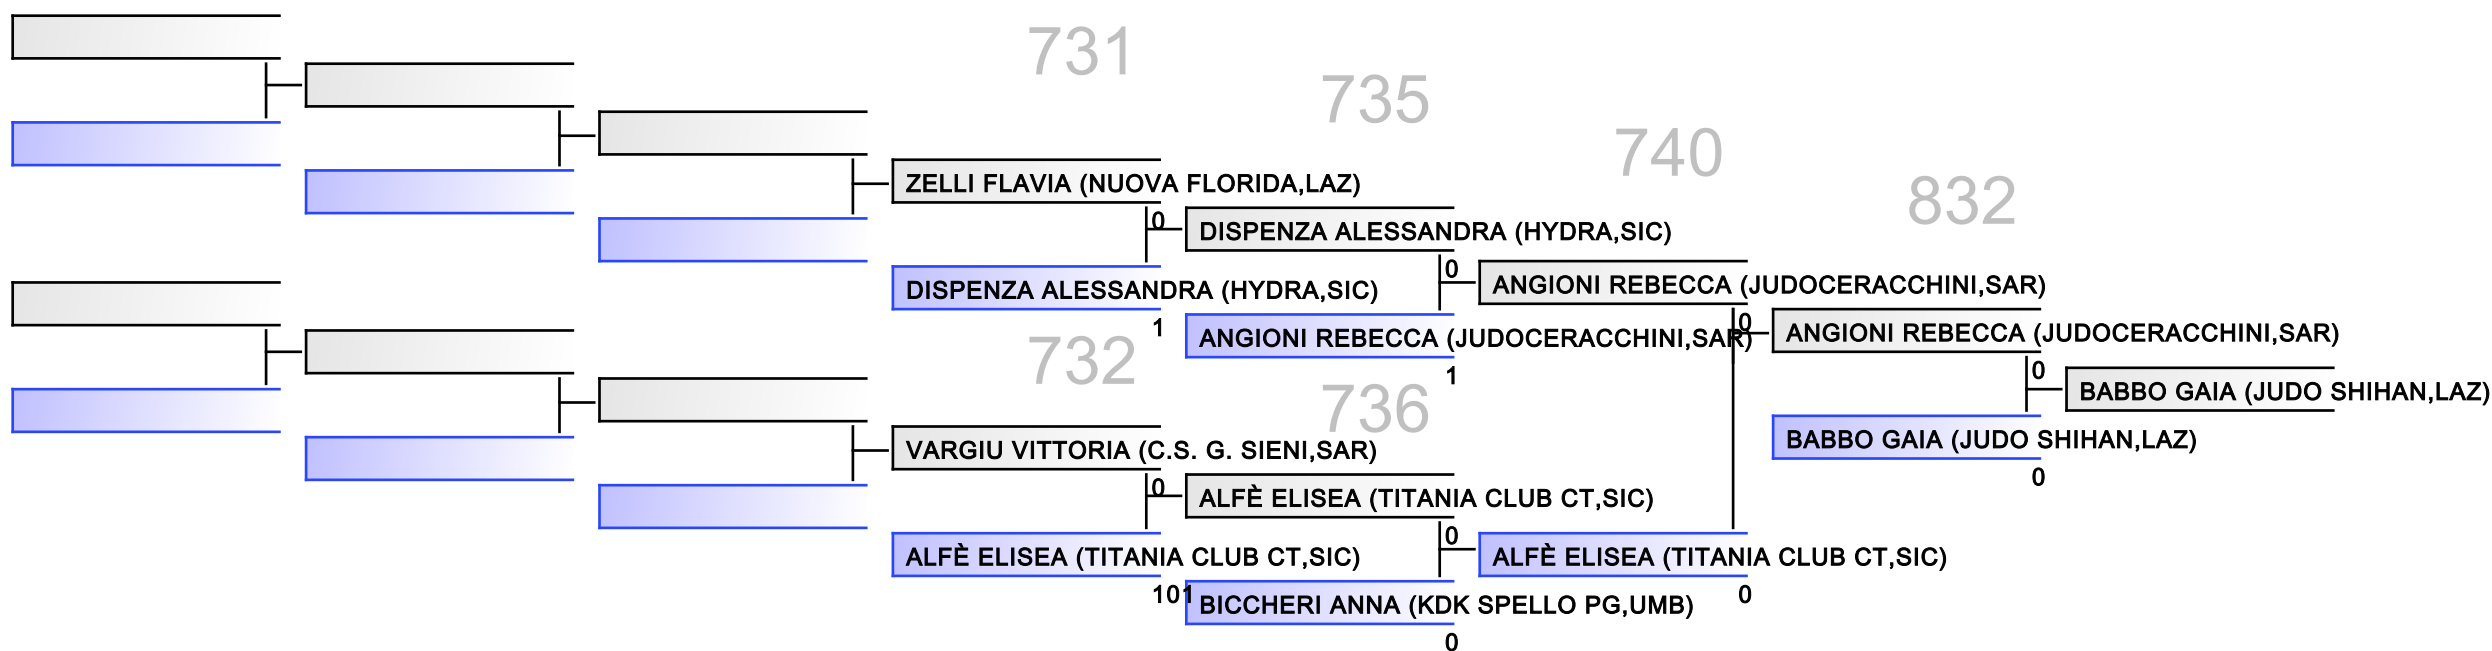 731
735
740
832
ZELLI FLAVIA (NUOVA FLORIDA,LAZ)
0
DISPENZA ALESSANDRA (HYDRA,SIC)
DISPENZA ALESSANDRA (HYDRA,SIC)
1
0
ANGIONI REBECCA (JUDOCERACCHINI,SAR)
ANGIONI REBECCA (JUDOCERACCHINI,SAR)
1
0
ANGIONI REBECCA (JUDOCERACCHINI,SAR)
0
BABBO GAIA (JUDO SHIHAN,LAZ)
BABBO GAIA (JUDO SHIHAN,LAZ)
0
732
736
VARGIU VITTORIA (C.S. G. SIENI,SAR)
0
ALFÈ ELISEA (TITANIA CLUB CT,SIC)
ALFÈ ELISEA (TITANIA CLUB CT,SIC)
101
0
ALFÈ ELISEA (TITANIA CLUB CT,SIC)
0
BICCHERI ANNA (KDK SPELLO PG,UMB)
0